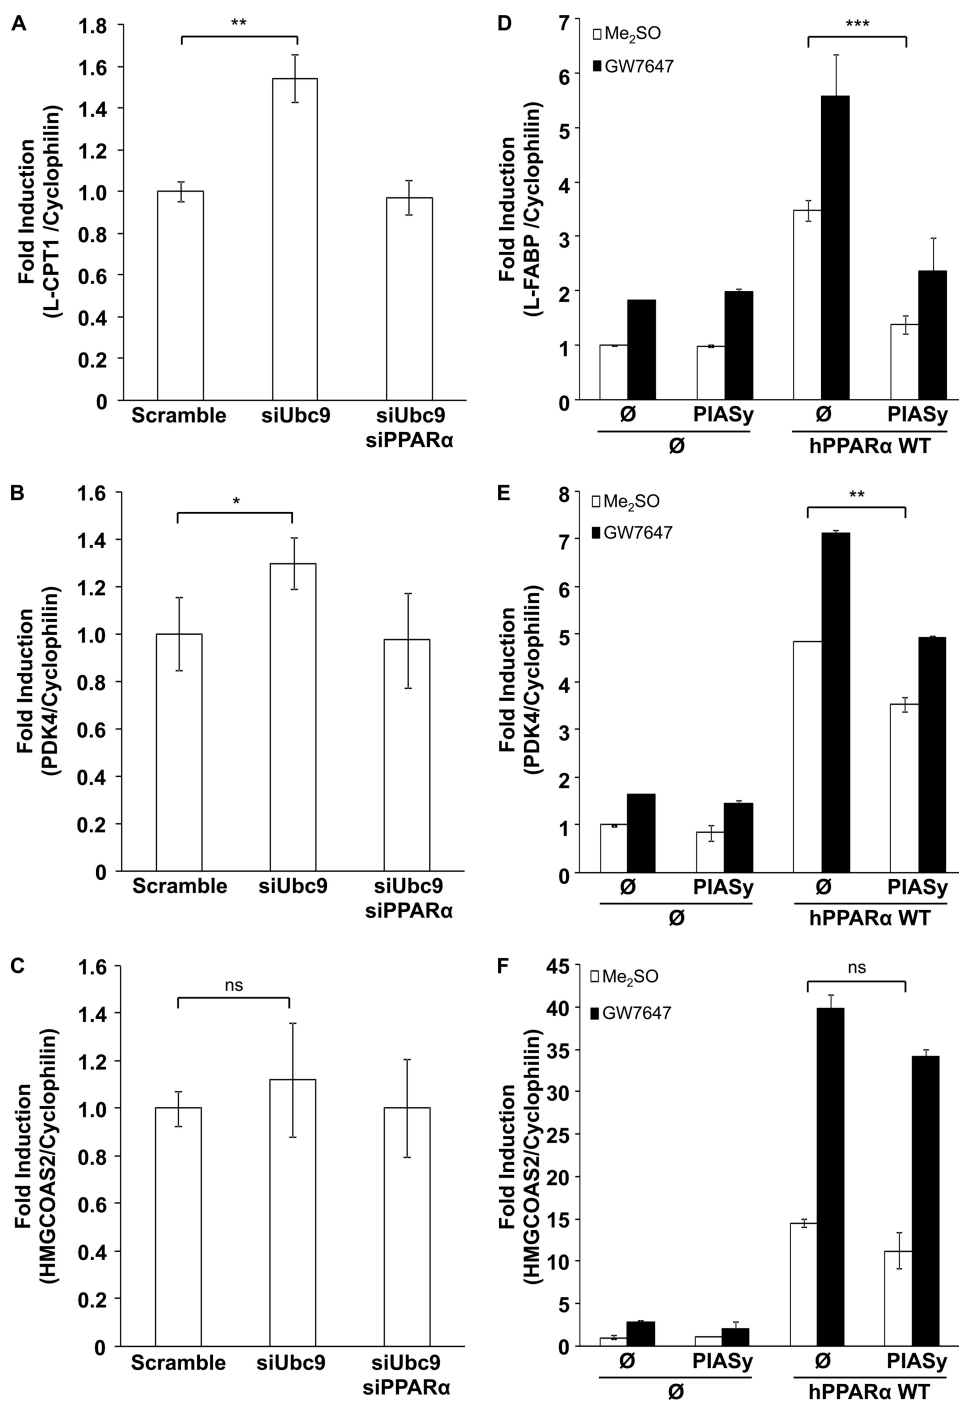 A
Fold Induction
(L-CPT1 /Cyclophilin)
1.8
1.6
1.4
1.2
1.0
0.8
0.6
0.4
0.2
0
**
Scramble siUbc9 siUbc9
siPPARα
D
Fold Induction
(L-FABP /Cyclophilin)
7
6
5
4
3
2
1
0
Me₂SO
GW7647
***
Ø PIASy Ø PIASy
Ø hPPARα WT
B
Fold Induction
(PDK4/Cyclophilin)
1.6
1.4
1.2
1.0
0.8
0.6
0.4
0.2
0
*
Scramble siUbc9 siUbc9
siPPARα
E
Fold Induction
(PDK4/Cyclophilin)
8
7
6
5
4
3
2
1
0
Me₂SO
GW7647
**
Ø PIASy Ø PIASy
Ø hPPARα WT
C
Fold Induction
(HMGCOAS2/Cyclophilin)
1.6
1.4
1.2
1.0
0.8
0.6
0.4
0.2
0
ns
Scramble siUbc9 siUbc9
siPPARα
F
Fold Induction
(HMGCOAS2/Cyclophilin)
45
40
35
30
25
20
15
10
5
0
Me₂SO
GW7647
ns
Ø PIASy Ø PIASy
Ø hPPARα WT